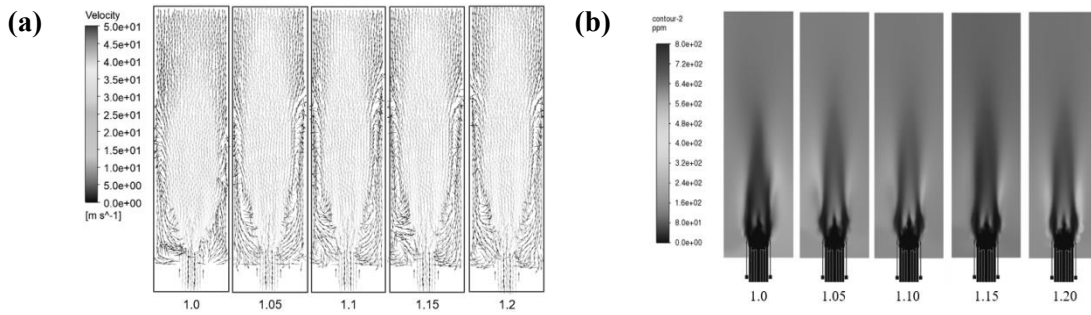 (a)
Velocity
5.0e+01
4.5e+01
4.0e+01
3.5e+01
3.0e+01
2.5e+01
2.0e+01
1.5e+01
1.0e+01
5.0e+00
0.0e+00
[m s^-1]
1.0 1.05 1.1 1.15 1.2
(b)
contour-2
ppm
8.0e+02
7.2e+02
6.4e+02
5.6e+02
4.8e+02
4.0e+02
3.2e+02
2.4e+02
1.6e+02
8.0e+01
0.0e+00
1.0 1.05 1.10 1.15 1.20